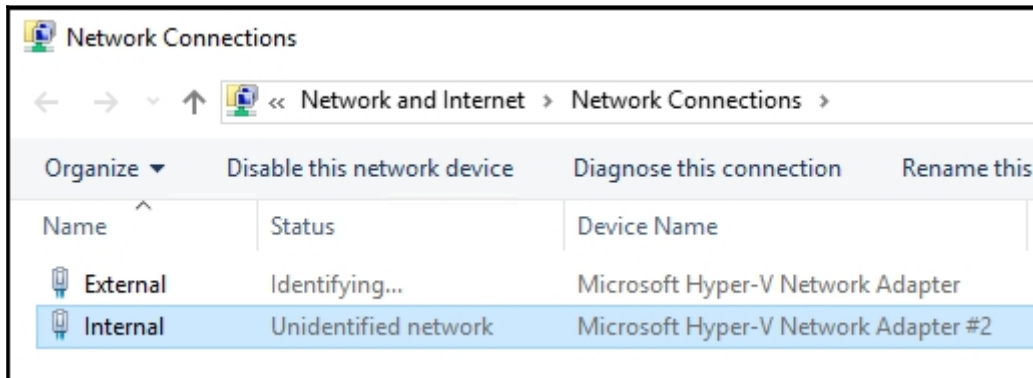 Network Connections
« Network and Internet > Network Connections >
Organize Disable this network device Diagnose this connection Rename this
Name Status Device Name
External Identifying... Microsoft Hyper-V Network Adapter
Internal Unidentified network Microsoft Hyper-V Network Adapter #2